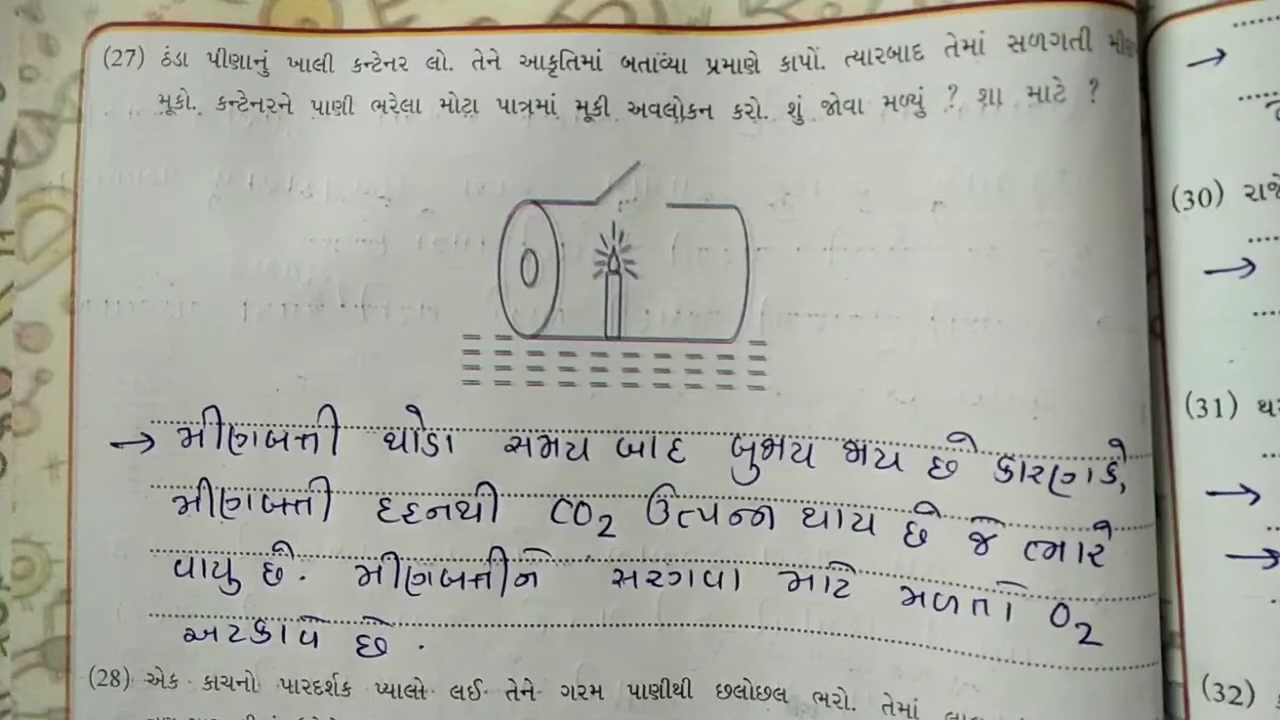 (27) ઠંડા પીણાનું ખાલી કન્ટેનર લો. તેને આકૃતિમાં બતાવ્યા પ્રમાણે કાપો. ત્યારબાદ તેમાં સળગતી
મૂકો. કન્ટેનરને પાણી ભરેલા મોટા પાત્રમાં મૂકી અવલોકન કરો. શું જોવા મળ્યું ? શા માટે ?
→ મીણબત્તી થોડા સમય બાદ બુઝાય જાય છે કારણ કે,
મીણબત્તી દહનથી CO2 ઉત્પન્ન થાય છે જે ભારે
વાયુ છે. મીણબત્તીને સરગવા માટે મળતો O2
અટકાવે છે.
(28) એક કાચનો પારદર્શક પ્યાલો લઈ તેને ગરમ પાણીથી છલોછલ ભરો. તેમાં
(30)
(31)
(32)